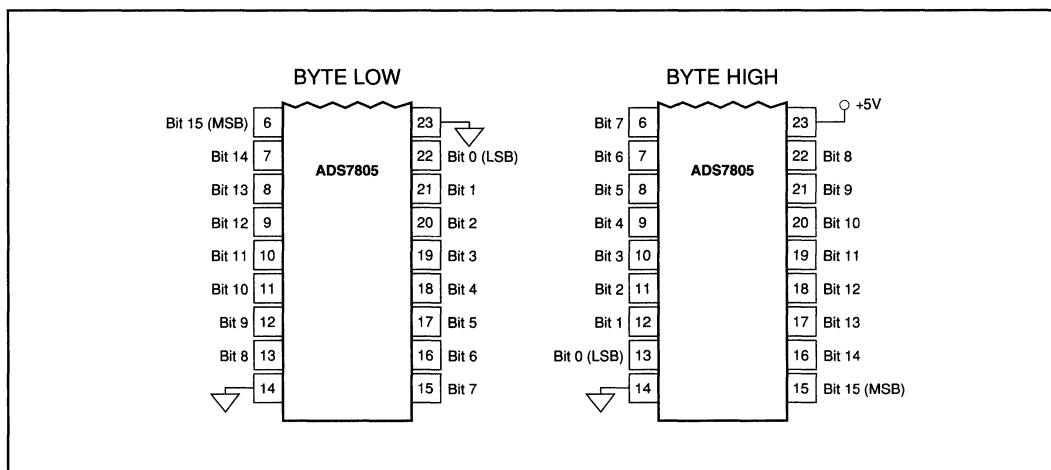 BYTE LOW
Bit 15 (MSB) 6 23
Bit 14 7 22 Bit 0 (LSB)
ADS7805
Bit 13 8 21 Bit 1
Bit 12 9 20 Bit 2
Bit 11 10 19 Bit 3
Bit 10 11 18 Bit 4
Bit 9 12 17 Bit 5
Bit 8 13 16 Bit 6
14 15 Bit 7
BYTE HIGH
+5V
Bit 7 6 23
Bit 6 7 22 Bit 8
ADS7805
Bit 5 8 21 Bit 9
Bit 4 9 20 Bit 10
Bit 3 10 19 Bit 11
Bit 2 11 18 Bit 12
Bit 1 12 17 Bit 13
Bit 0 (LSB) 13 16 Bit 14
14 15 Bit 15 (MSB)